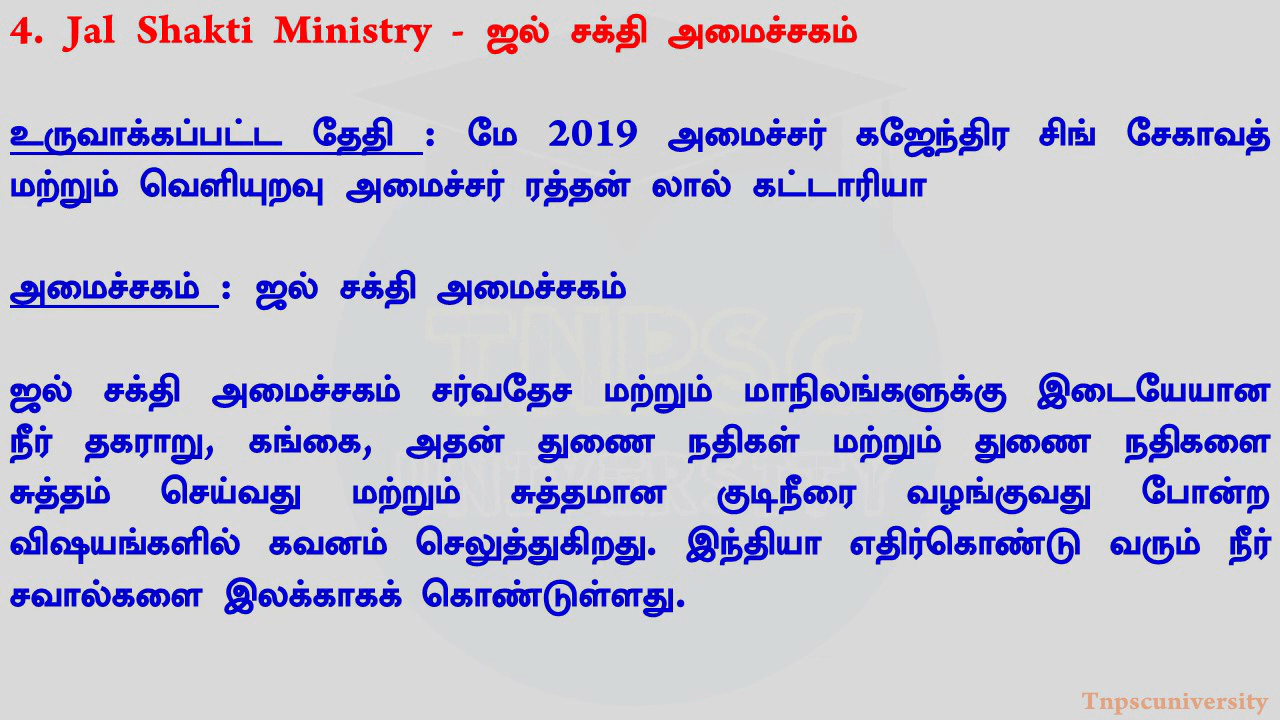 4. Jal Shakti Ministry - ஜல் சக்தி அமைச்சகம்
உருவாக்கப்பட்ட தேதி : மே 2019 அமைச்சர் கஜேந்திர சிங் சேகாவத்
மற்றும் வெளியுறவு அமைச்சர் ரத்தன் லால் கட்டாரியா
அமைச்சகம் : ஜல் சக்தி அமைச்சகம்
ஜல் சக்தி அமைச்சகம் சர்வதேச மற்றும் மாநிலங்களுக்கு இடையேயான
நீர் தகராறு, கங்கை, அதன் துணை நதிகள் மற்றும் துணை நதிகளை
சுத்தம் செய்வது மற்றும் சுத்தமான குடிநீரை வழங்குவது போன்ற
விஷயங்களில் கவனம் செலுத்துகிறது. இந்தியா எதிர்கொண்டு வரும் நீர்
சவால்களை இலக்காகக் கொண்டுள்ளது.
TNPSC
UNIVERSITY
Tnpscuniversity